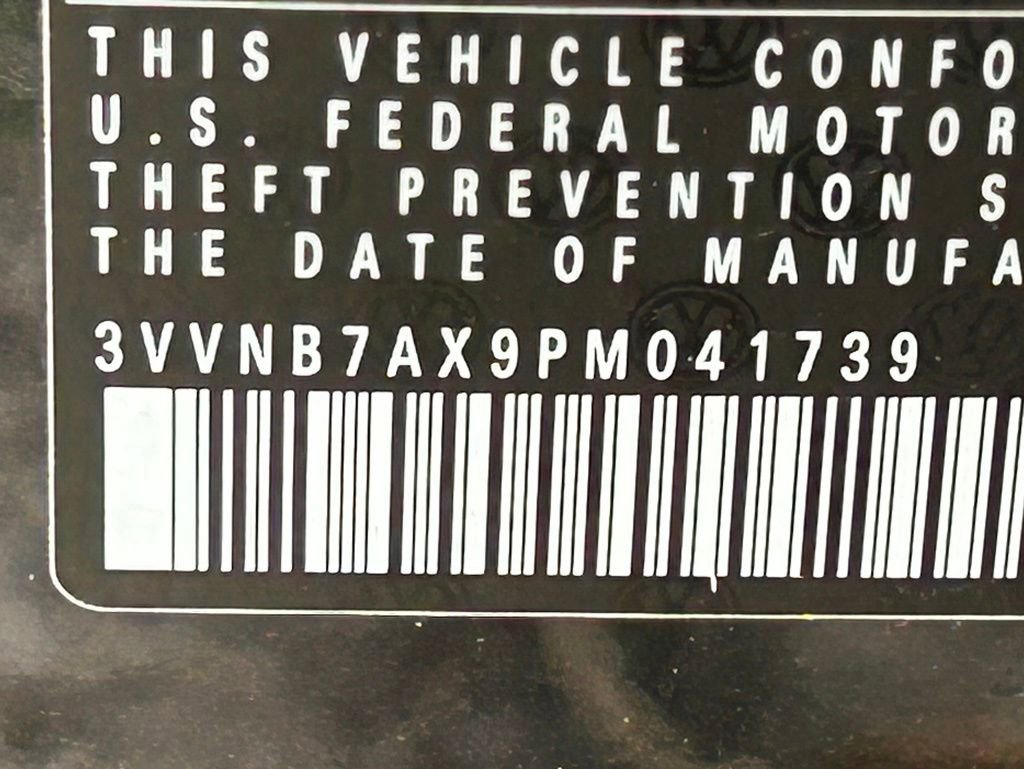 THIS VEHICLE CONFO
U.S. FEDERAL MOTOR
THEFT PREVENTION S
THE DATE OF MANUFA
3VVNB7AX9PM041739